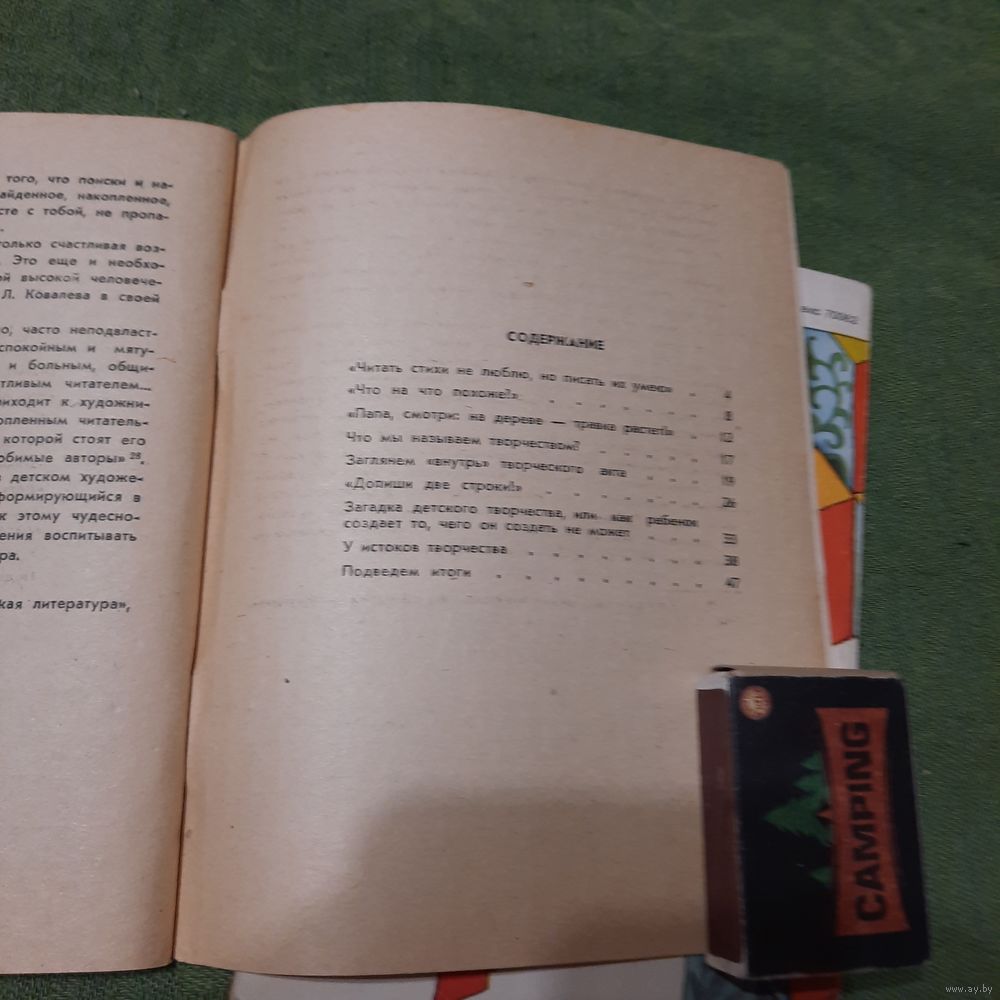 того, что поиски и на-
айденное, накопленное,
сте с тобой, не пропа-
только счастливая воз-
Это еще и необхо-
ой высокой человече-
Л. Ковалева в своей
о, часто неподвласт-
спокойным и мяту-
и больным, общи-
тливым читателем...
риходит к художни-
опленным читатель-
которой стоят его
юбимые авторы» 28.
в детском художе-
формирующийся в
к этому чудесно-
ения воспитывать
ра.
кая литература»,
СОДЕРЖАНИЕ
«Читать стихи не люблю, но писать их умею» . 4
«Что на что похоже?» . . . . . . . 8
«Папа, смотри: на дереве — травка растет!» . 12
Что мы называем творчеством? . . . . 17
Заглянем «внутрь» творческого акта . . . 19
«Допиши две строки!» . . . . . . . 26
Загадка детского творчества, или как ребенок
создает то, чего он создать не может . . . 33
У истоков творчества . . . . . . . . 38
Подведем итоги . . . . . . . . . 47
CAMPING
www.ay.by